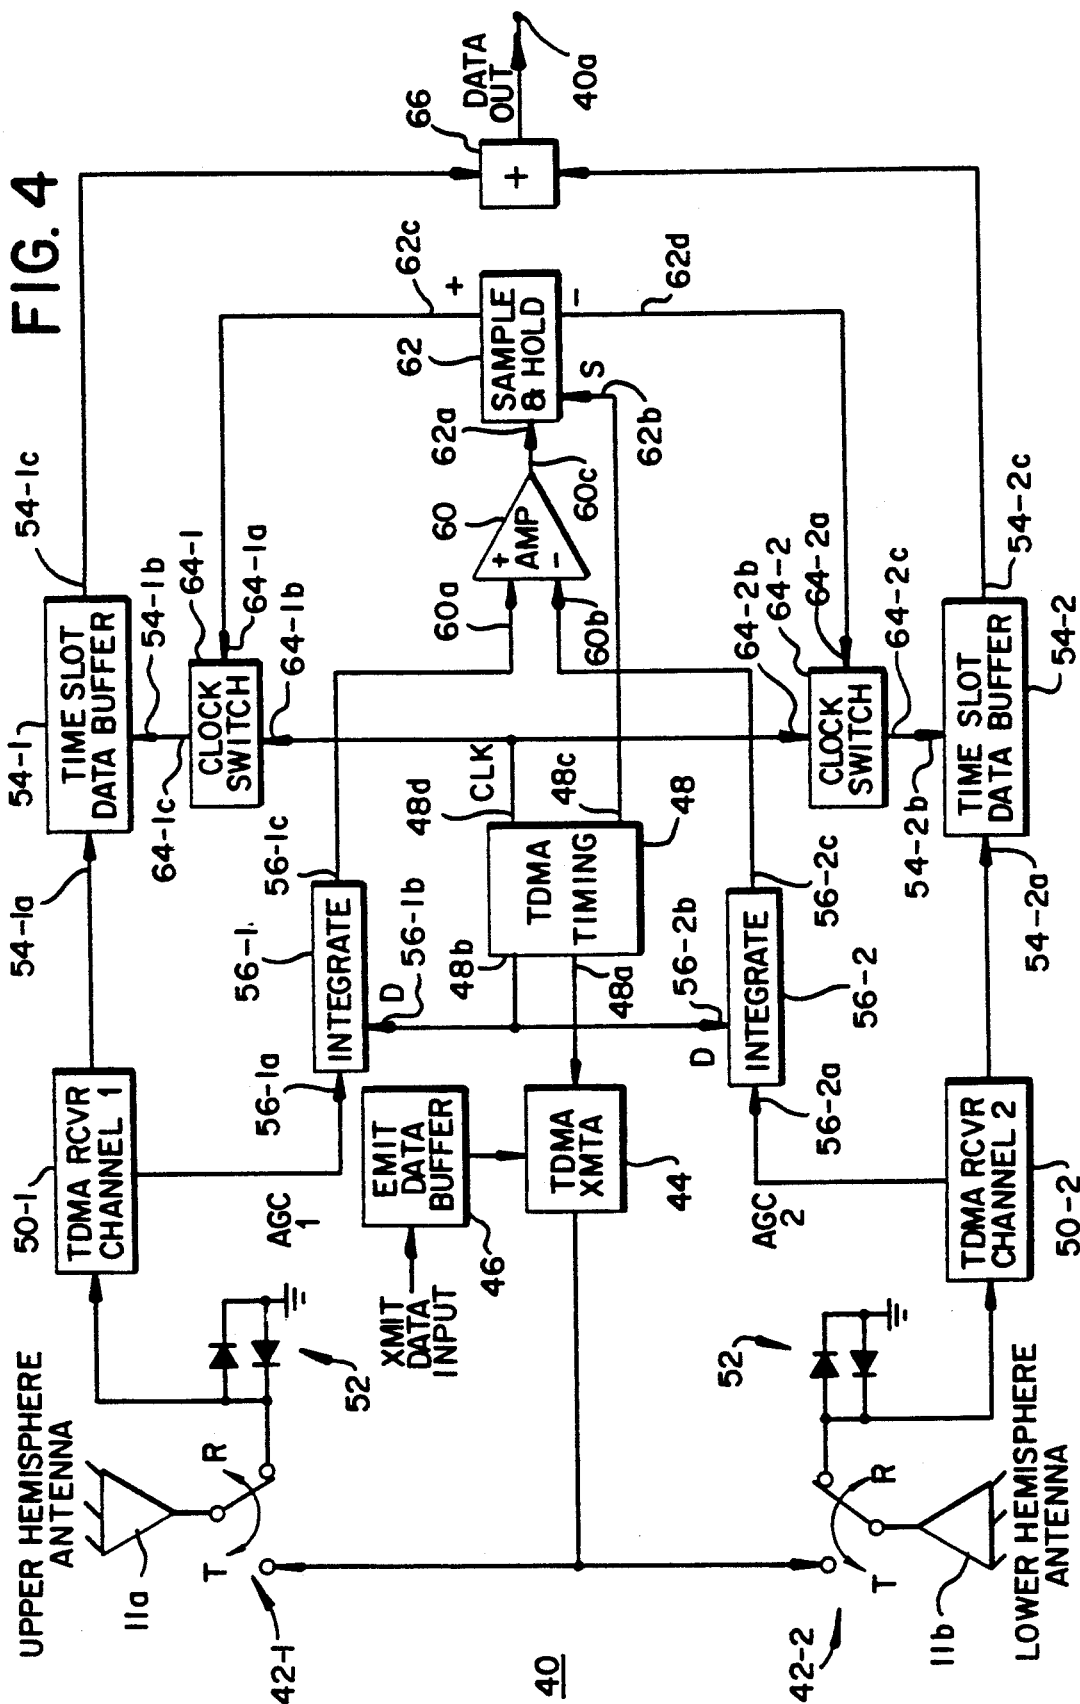 FIG. 4
UPPER HEMISPHERE
ANTENNA
11a
T
R
42-1
52
50-1
TDMA RCVR
CHANNEL 1
54-1a
54-1
TIME SLOT
DATA BUFFER
54-1c
54-1b
64-1c
64-1
CLOCK
SWITCH
64-1a
64-1b
AGC
1
56-1a
56-1
INTEGRATE
56-1c
D
56-1b
XMIT
DATA
INPUT
46
EMIT
DATA
BUFFER
TDMA
XMTA
44
48b
48a
TDMA
TIMING
48
48d
CLK
48c
60a
60
+
AMP
-
60b
60c
62a
62
SAMPLE
& HOLD
S
62b
+
62c
-
62d
66
+
DATA
OUT
40a
56-2b
D
INTEGRATE
56-2
56-2a
56-2c
AGC
2
64-2b
64-2
64-2a
CLOCK
SWITCH
64-2c
54-2b
TIME SLOT
DATA BUFFER
54-2
54-2a
54-2c
TDMA RCVR
CHANNEL 2
50-2
52
R
T
42-2
11b
LOWER HEMISPHERE
ANTENNA
40